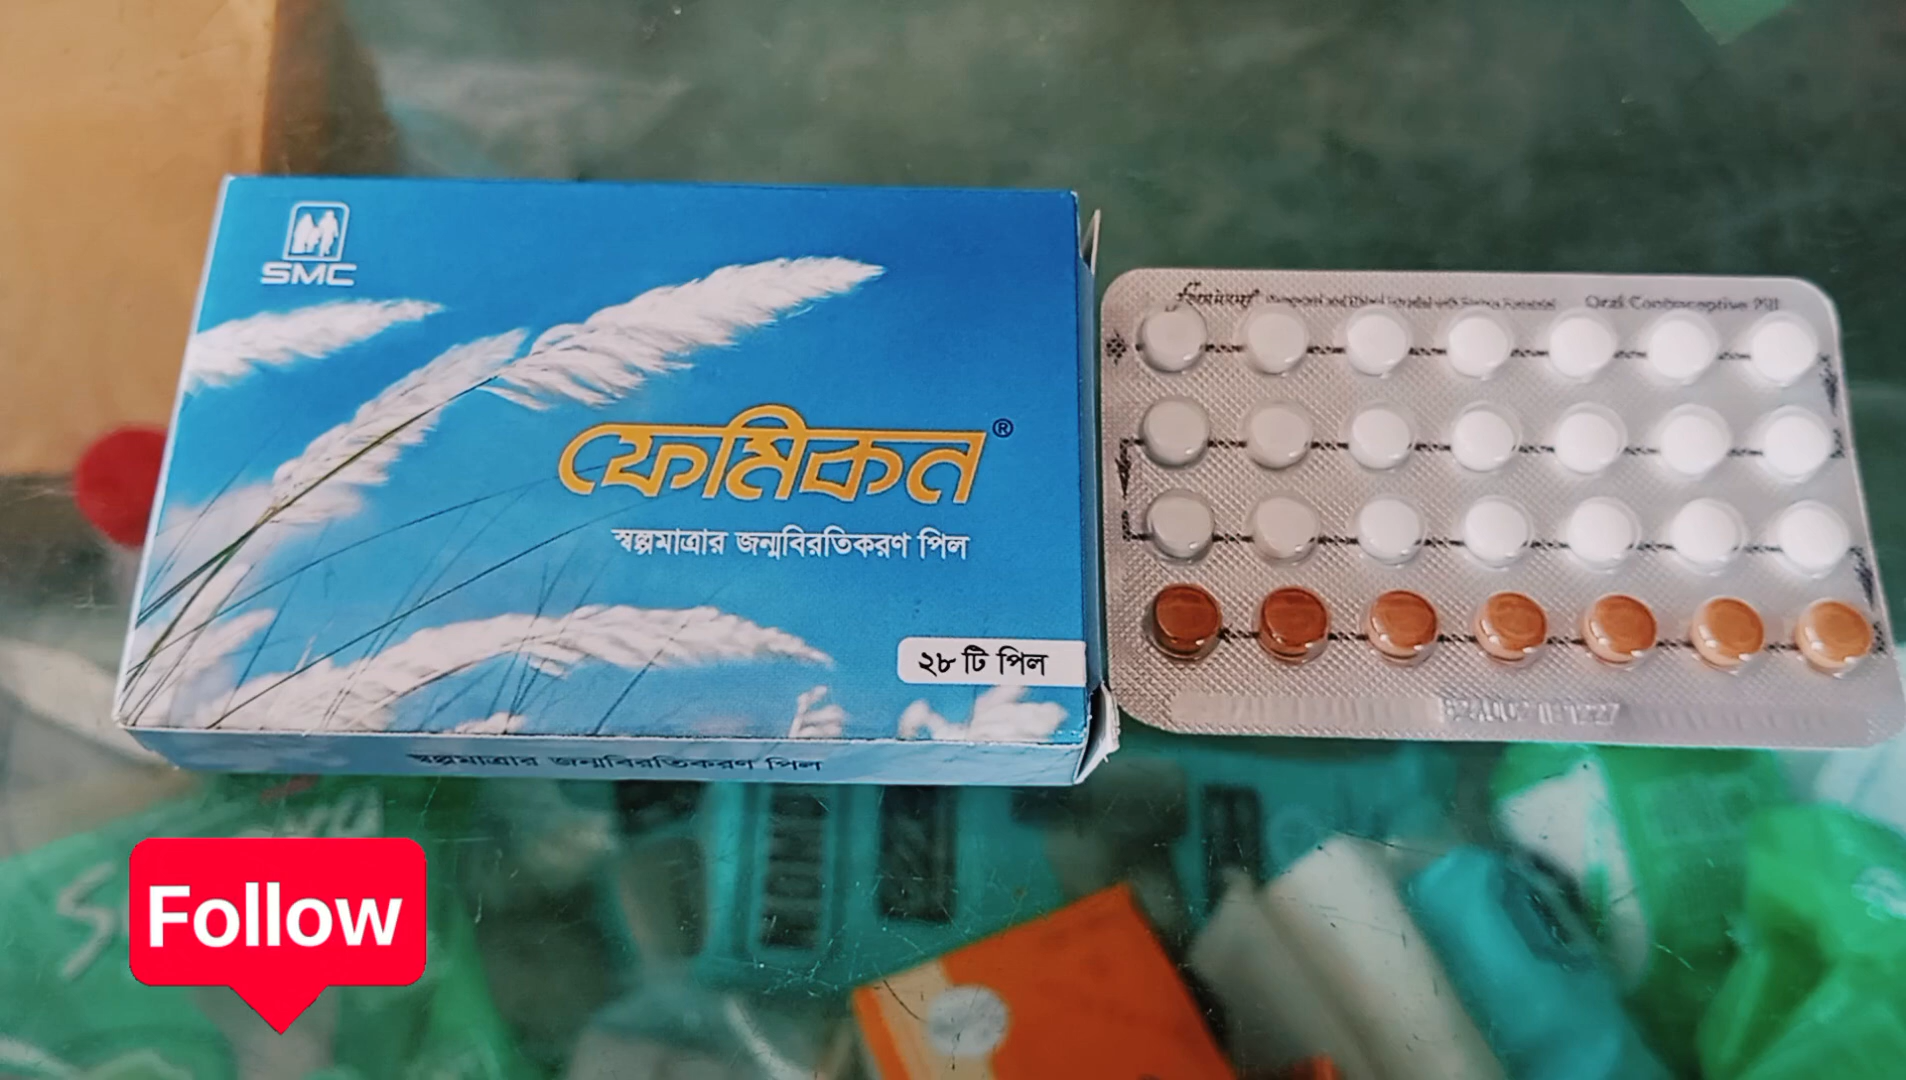 SMC
ফেমিকন®
স্বল্পমাত্রার জন্মবিরতিকরণ পিল
২৮ টি পিল
স্বল্পমাত্রার জন্মবিরতিকরণ পিল
Oral Contraceptive Pill
Follow